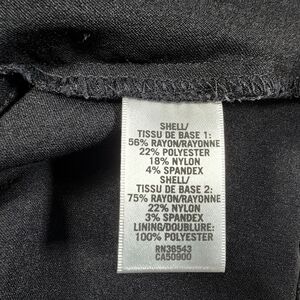 SHELL/
TISSU DE BASE 1:
56% RAYON/RAYONNE
22% POLYESTER
18% NYLON
4% SPANDEX
SHELL/
TISSU DE BASE 2:
75% RAYON/RAYONNE
22% NYLON
3% SPANDEX
LINING/DOUBLURE:
100% POLYESTER
RN36543
CA50900